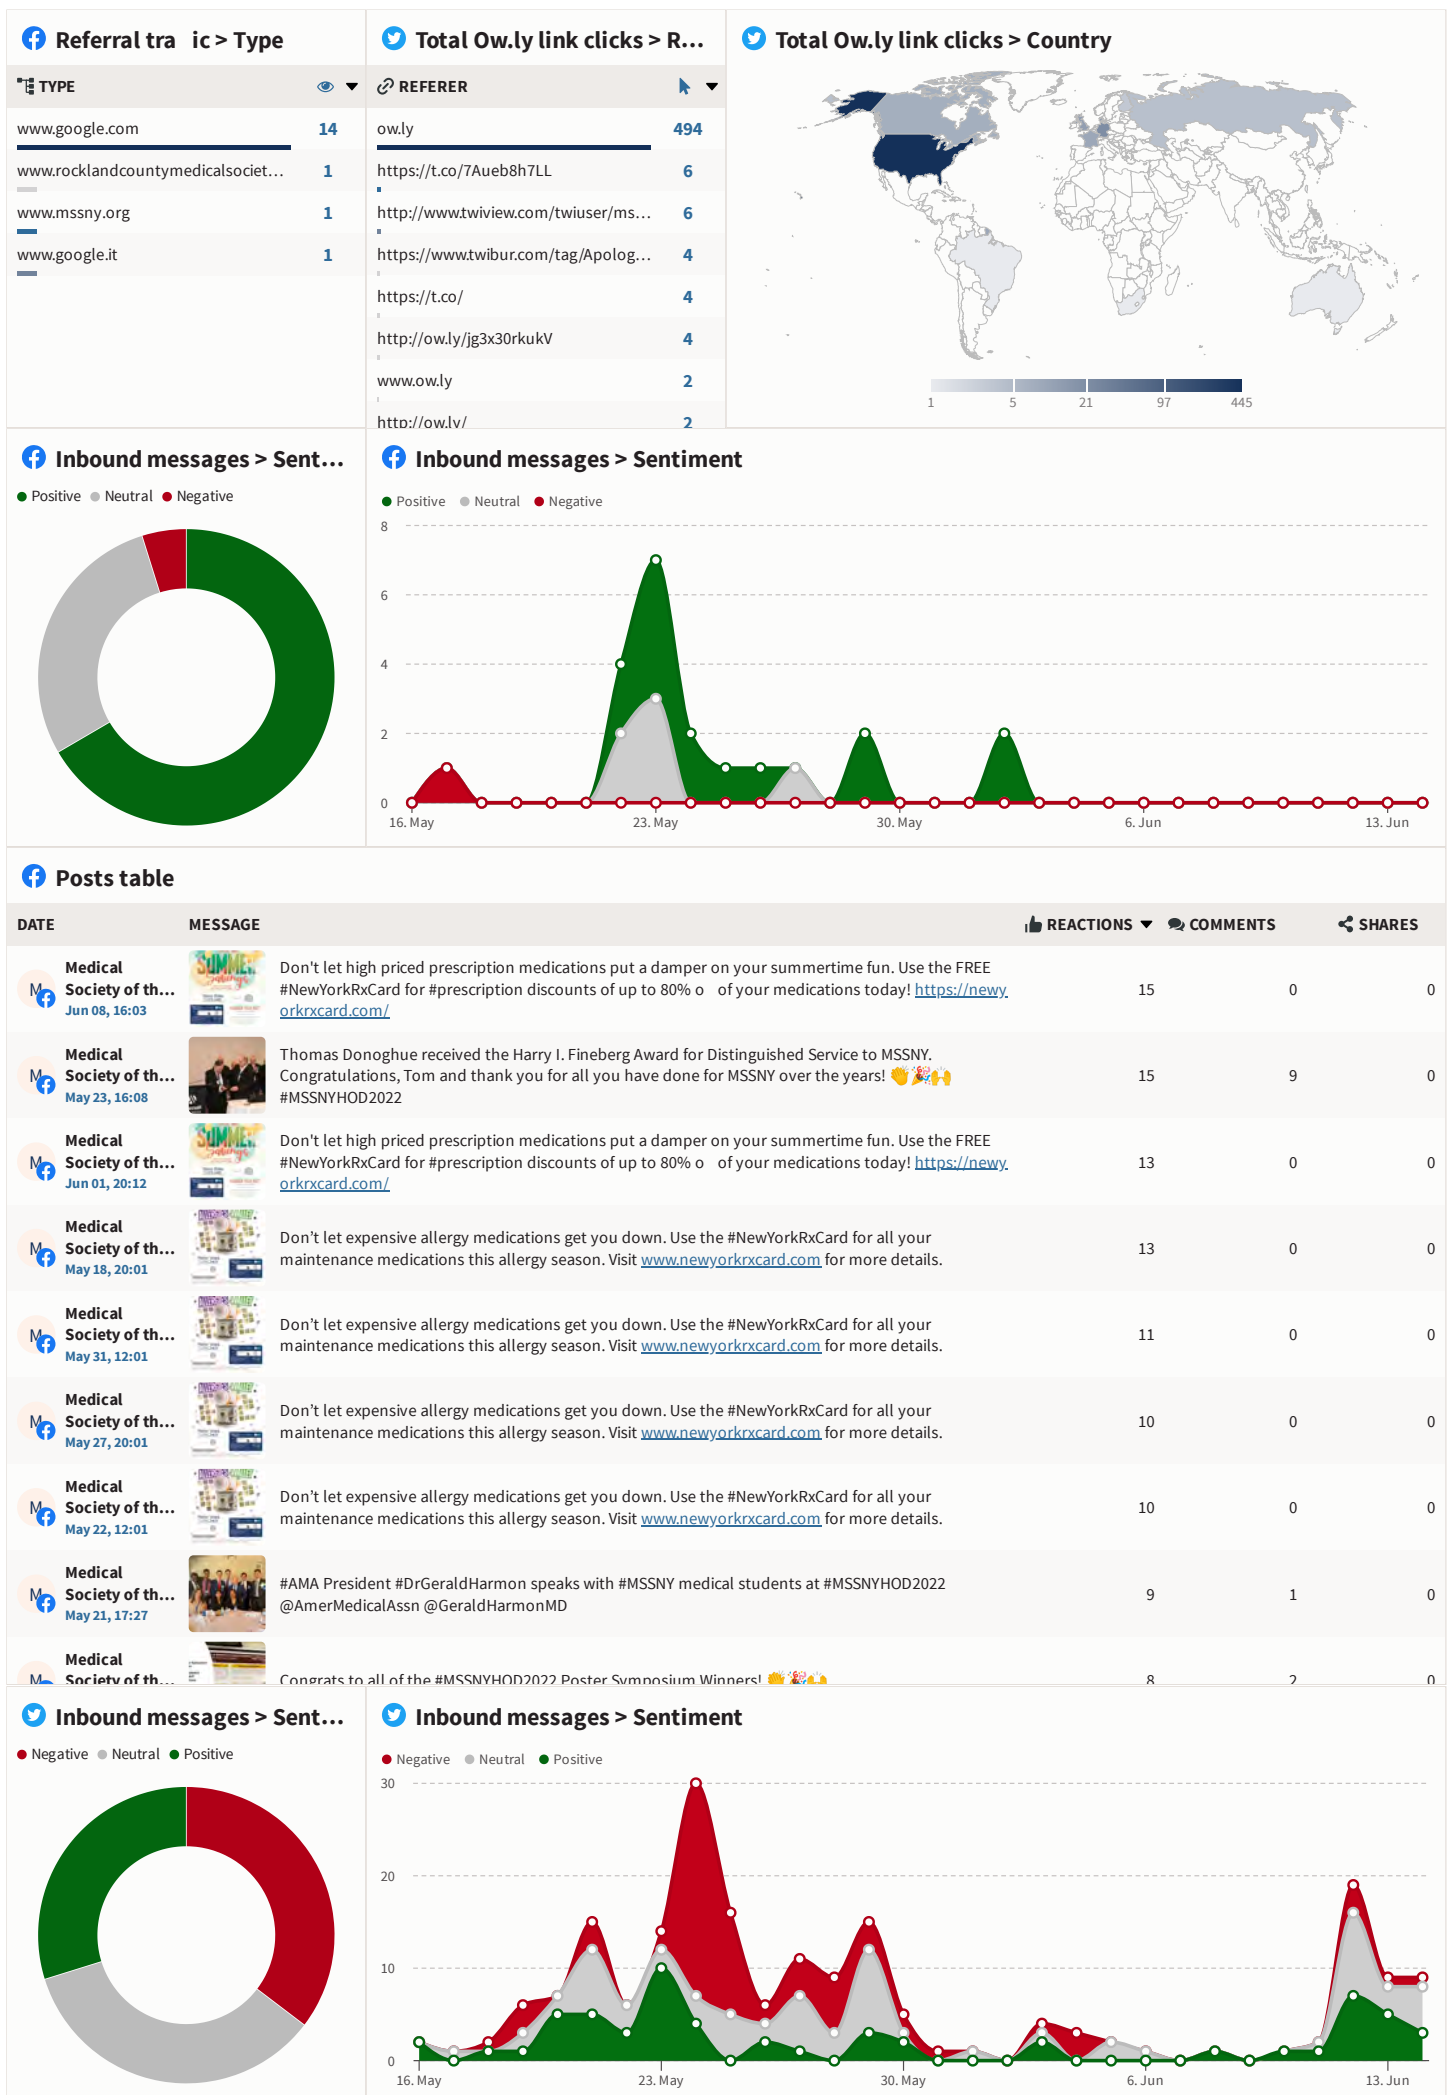 Referral tra ic > Type
TYPE
www.google.com 14
www.rocklandcountymedicalsociet... 1
www.mssny.org 1
www.google.it 1
Total Ow.ly link clicks > R...
REFERER
ow.ly 494
https://t.co/7Aueb8h7LL 6
http://www.twiview.com/twiuser/ms... 6
https://www.twibur.com/tag/Apolog... 4
https://t.co/ 4
http://ow.ly/jg3x30rkukV 4
www.ow.ly 2
http://ow.ly/ 2
Total Ow.ly link clicks > Country
1 5 21 97 445
Inbound messages > Sent...
Positive Neutral Negative
Inbound messages > Sentiment
Positive Neutral Negative
8
6
4
2
0
16. May 23. May 30. May 6. Jun 13. Jun
Posts table
DATE MESSAGE REACTIONS COMMENTS SHARES
M
Medical
Society of th...
Jun 08, 16:03
SUMMER
Savings
Don't let high priced prescription medications put a damper on your summertime fun. Use the FREE
#NewYorkRxCard for #prescription discounts of up to 80% o of your medications today! https://newy
orkrxcard.com/
15 0 0
M
Medical
Society of th...
May 23, 16:08
Thomas Donoghue received the Harry I. Fineberg Award for Distinguished Service to MSSNY.
Congratulations, Tom and thank you for all you have done for MSSNY over the years! 👏🎉🙌
#MSSNYHOD2022
15 9 0
M
Medical
Society of th...
Jun 01, 20:12
SUMMER
Savings
Don't let high priced prescription medications put a damper on your summertime fun. Use the FREE
#NewYorkRxCard for #prescription discounts of up to 80% o of your medications today! https://newy
orkrxcard.com/
13 0 0
M
Medical
Society of th...
May 18, 20:01
Don’t let expensive allergy medications get you down. Use the #NewYorkRxCard for all your
maintenance medications this allergy season. Visit www.newyorkrxcard.com for more details.
13 0 0
M
Medical
Society of th...
May 31, 12:01
Don’t let expensive allergy medications get you down. Use the #NewYorkRxCard for all your
maintenance medications this allergy season. Visit www.newyorkrxcard.com for more details.
11 0 0
M
Medical
Society of th...
May 27, 20:01
Don’t let expensive allergy medications get you down. Use the #NewYorkRxCard for all your
maintenance medications this allergy season. Visit www.newyorkrxcard.com for more details.
10 0 0
M
Medical
Society of th...
May 22, 12:01
Don’t let expensive allergy medications get you down. Use the #NewYorkRxCard for all your
maintenance medications this allergy season. Visit www.newyorkrxcard.com for more details.
10 0 0
M
Medical
Society of th...
May 21, 17:27
#AMA President #DrGeraldHarmon speaks with #MSSNY medical students at #MSSNYHOD2022
@AmerMedicalAssn @GeraldHarmonMD
9 1 0
M
Medical
Society of th...
Congrats to all of the #MSSNYHOD2022 Poster Symposium Winners! 👏🎉🙌
8 2 0
Inbound messages > Sent...
Negative Neutral Positive
Inbound messages > Sentiment
Negative Neutral Positive
30
20
10
0
16. May 23. May 30. May 6. Jun 13. Jun